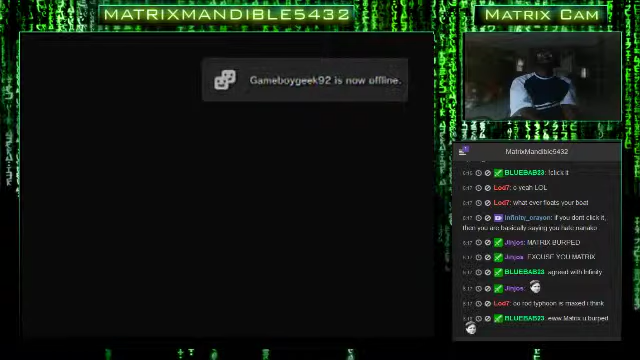 MATRIXMANDIBLE5432
MATRIX CAM
Gameboygeek92 is now offline.
MatrixMandible5432
BLUEBAB23: !click it
Lod7: o yeah LOL
Lod7: what ever floats your boat
Infinity_crayon: if you dont click it,
then you are basically saying you hate nanako
Jinjos: MATRIX BURPED
Jinjos: EXCUSE YOU MATRIX
BLUEBAB23: agreed with Infinity
Jinjos:
Lod7: oo rod typhoon is maxed i think
BLUEBAB23: eww Matrix u burped